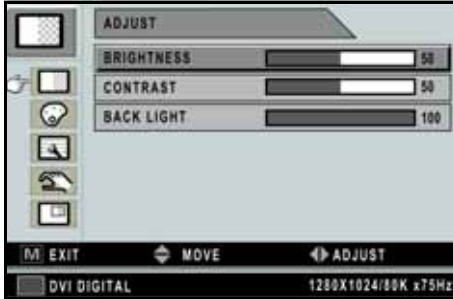 ADJUST
BRIGHTNESS 50
CONTRAST 50
BACK LIGHT 100
M EXIT MOVE ADJUST
DVI DIGITAL 1280X1024/80K x75Hz